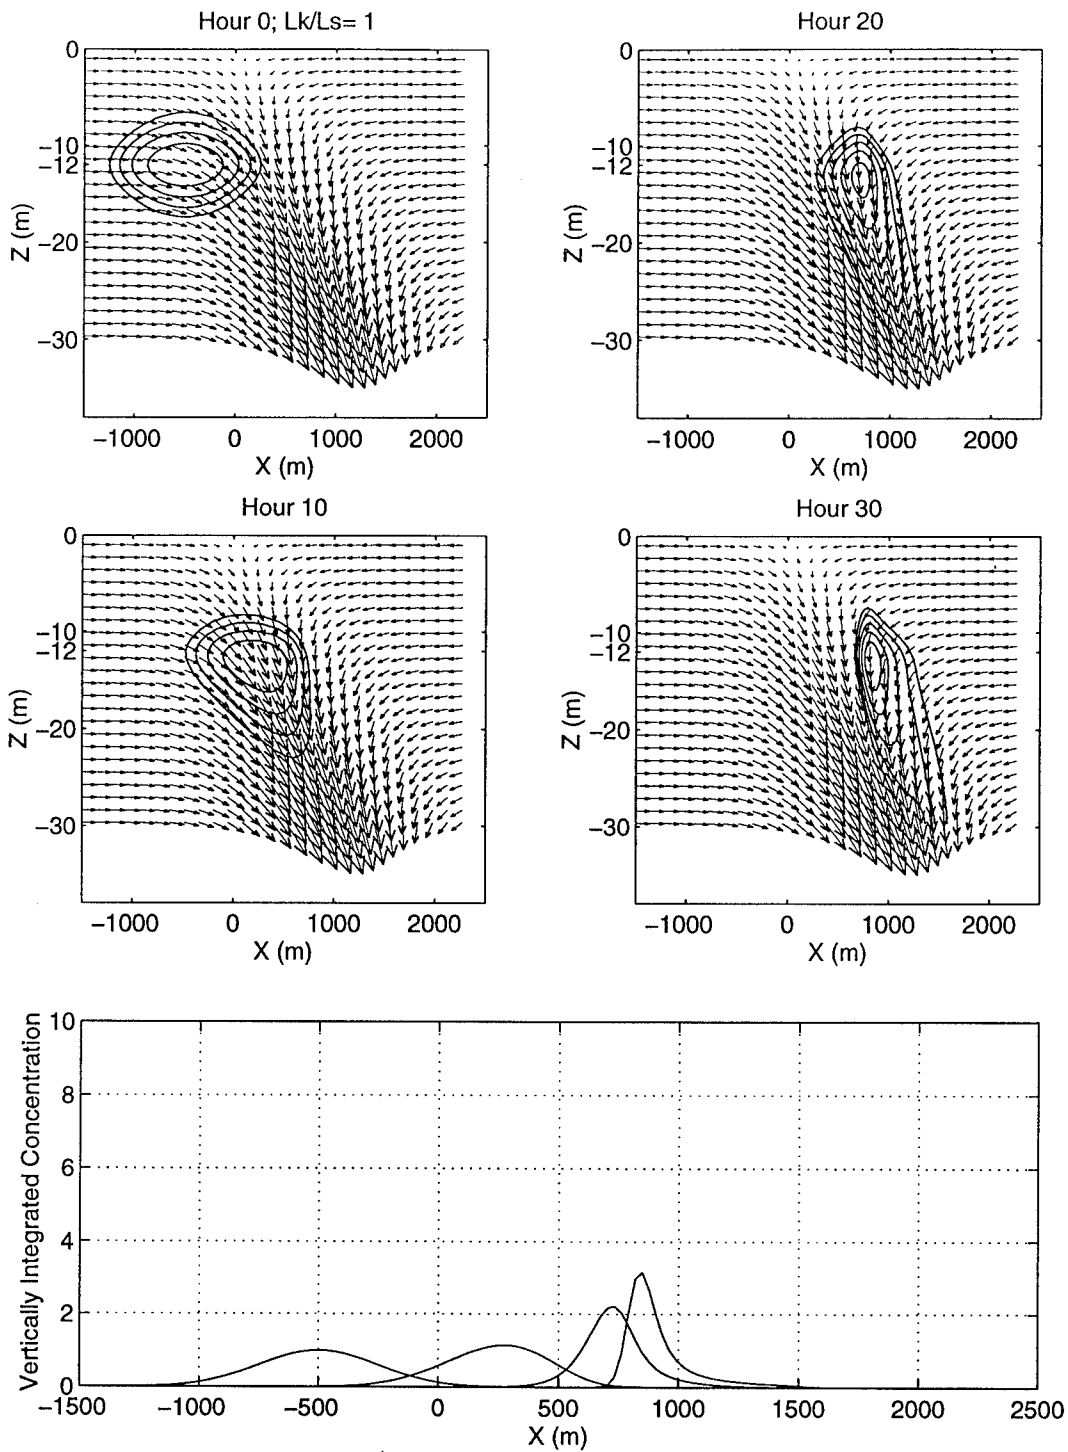 Hour 0; Lk/Ls= 1
0
−10
−12
−20
−30
Z (m)
−1000 0 1000 2000
X (m)
Hour 20
0
−10
−12
−20
−30
Z (m)
−1000 0 1000 2000
X (m)
Hour 10
0
−10
−12
−20
−30
Z (m)
−1000 0 1000 2000
X (m)
Hour 30
0
−10
−12
−20
−30
Z (m)
−1000 0 1000 2000
X (m)
Vertically Integrated Concentration
10
8
6
4
2
0
−1500 −1000 −500 0 500 1000 1500 2000 2500
X (m)